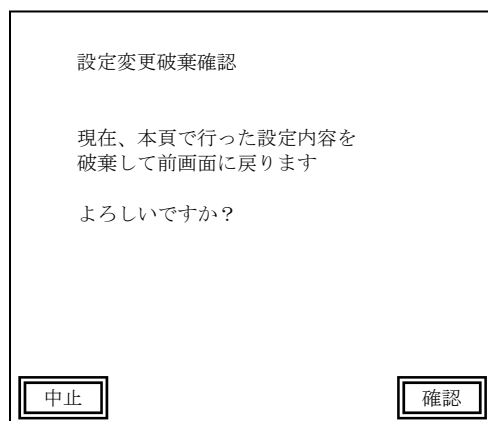 設定変更破棄確認
現在、本頁で行った設定内容を
破棄して前画面に戻ります
よろしいですか？
中止
確認